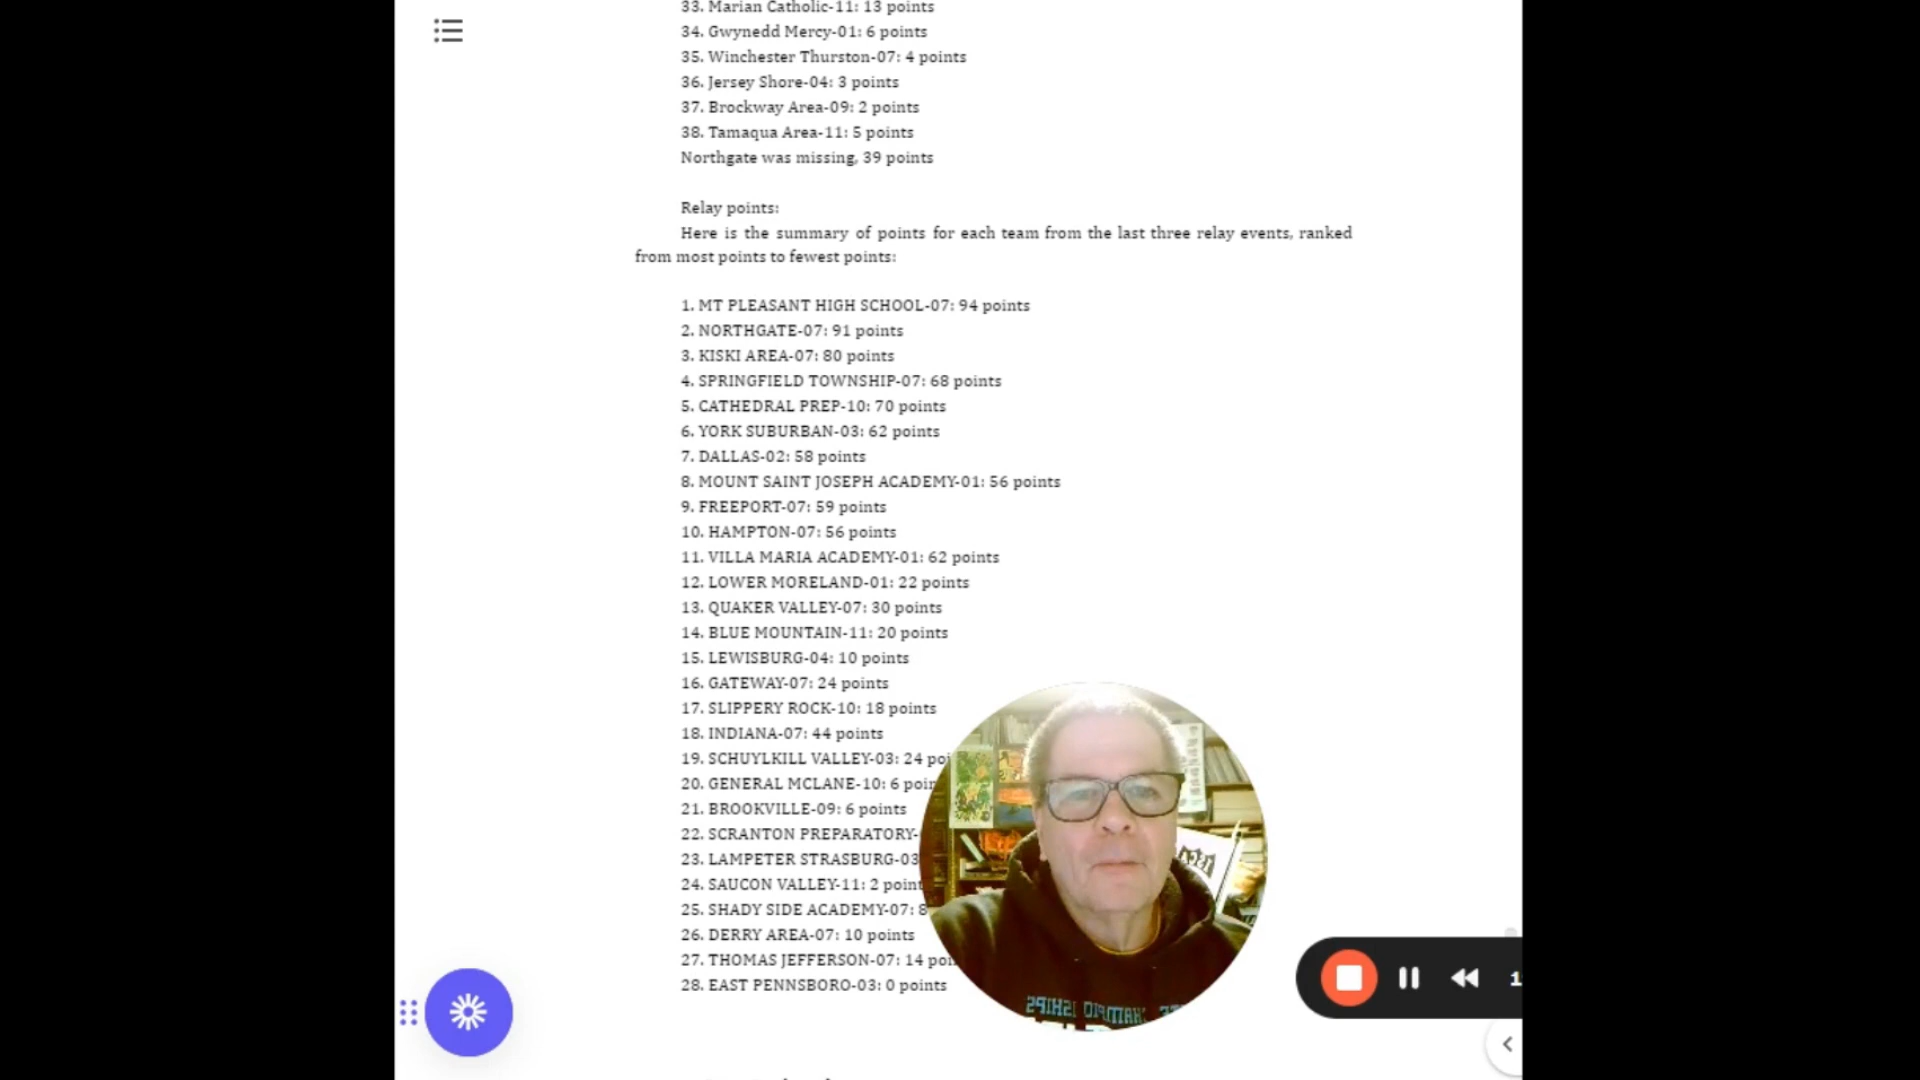 33. Marian Catholic-11: 13 points
34. Gwynedd Mercy-01: 6 points
35. Winchester Thurston-07: 4 points
36. Jersey Shore-04: 3 points
37. Brockway Area-09: 2 points
38. Tamaqua Area-11: 5 points
Northgate was missing, 39 points
Relay points:
Here is the summary of points for each team from the last three relay events, ranked
from most points to fewest points:
1. MT PLEASANT HIGH SCHOOL-07: 94 points
2. NORTHGATE-07: 91 points
3. KISKI AREA-07: 80 points
4. SPRINGFIELD TOWNSHIP-07: 68 points
5. CATHEDRAL PREP-10: 70 points
6. YORK SUBURBAN-03: 62 points
7. DALLAS-02: 58 points
8. MOUNT SAINT JOSEPH ACADEMY-01: 56 points
9. FREEPORT-07: 59 points
10. HAMPTON-07: 56 points
11. VILLA MARIA ACADEMY-01: 62 points
12. LOWER MORELAND-01: 22 points
13. QUAKER VALLEY-07: 30 points
14. BLUE MOUNTAIN-11: 20 points
15. LEWISBURG-04: 10 points
16. GATEWAY-07: 24 points
17. SLIPPERY ROCK-10: 18 points
18. INDIANA-07: 44 points
19. SCHUYLKILL VALLEY-03: 24 poi
20. GENERAL MCLANE-10: 6 poin
21. BROOKVILLE-09: 6 points
22. SCRANTON PREPARATORY-
23. LAMPETER STRASBURG-03
24. SAUCON VALLEY-11: 2 point
25. SHADY SIDE ACADEMY-07: 8
26. DERRY AREA-07: 10 points
27. THOMAS JEFFERSON-07: 14 poi
28. EAST PENNSBORO-03: 0 points
ISCA
1